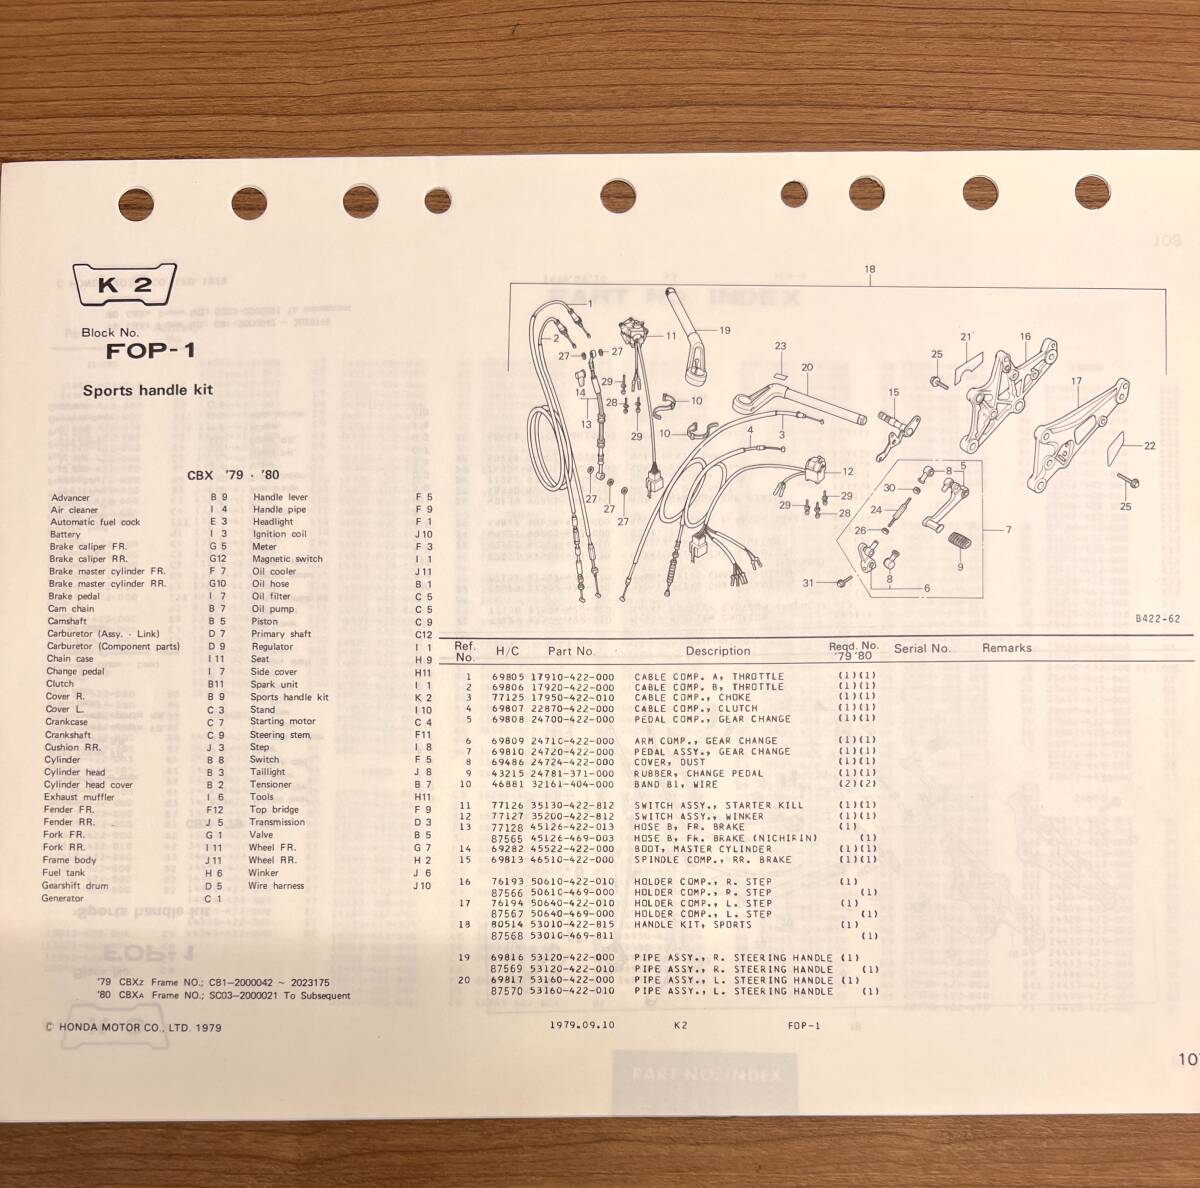 K 2
Block No.
FOP-1
Sports handle kit
CBX '79 · '80
Advancer B 9 Handle lever F 5
Air cleaner I 4 Handle pipe F 9
Automatic fuel cock E 3 Headlight F 1
Battery I 3 Ignition coil J10
Brake caliper FR. G 5 Meter F 3
Brake caliper RR. G12 Magnetic switch I 1
Brake master cylinder FR. F 7 Oil cooler J11
Brake master cylinder RR. G10 Oil hose B 1
Brake pedal I 7 Oil filter C 5
Cam chain B 7 Oil pump C 5
Camshaft B 5 Piston C 9
Carburetor (Assy. · Link) D 7 Primary shaft C12
Carburetor (Component parts) D 9 Regulator I 1
Chain case I 11 Seat H 9
Change pedal I 7 Side cover H11
Clutch B11 Spark unit I 1
Cover R. B 9 Sports handle kit K 2
Cover L. C 3 Stand I10
Crankcase C 7 Starting motor C 4
Crankshaft C 9 Steering stem F11
Cushion RR. J 3 Step I 8
Cylinder B 8 Switch F 5
Cylinder head B 3 Taillight J 8
Cylinder head cover B 2 Tensioner B 7
Exhaust muffler I 6 Tools H11
Fender FR. F12 Top bridge F 9
Fender RR. J 5 Transmission D 3
Fork FR. G 1 Valve B 5
Fork RR. I 11 Wheel FR. G 7
Frame body J11 Wheel RR. H 2
Fuel tank H 6 Winker J 6
Gearshift drum D 5 Wire harness J10
Generator C 1
'79 CBXZ Frame NO.; CB1-2000042 ~ 2023175
'80 CBXA Frame NO.; SC03-2000021 To Subsequent
© HONDA MOTOR CO., LTD. 1979
18
1
2
27
27
11
19
14
29
28
13
29
10
10
23
20
4
3
27
27
27
12
29
29
28
15
25
21
16
17
22
25
5
8
30
24
26
7
9
8
6
31
B422-62
Ref. No. H/C Part No. Description Reqd. No. '79 '80 Serial No. Remarks
1 69805 17910-422-000 CABLE COMP. A, THROTTLE (1)(1)
2 69806 17920-422-000 CABLE COMP. B, THROTTLE (1)(1)
3 77125 17950-422-010 CABLE COMP., CHOKE (1)(1)
4 69807 22870-422-000 CABLE COMP., CLUTCH (1)(1)
5 69808 24700-422-000 PEDAL COMP., GEAR CHANGE (1)(1)
6 69809 24710-422-000 ARM COMP., GEAR CHANGE (1)(1)
7 69810 24720-422-000 PEDAL ASSY., GEAR CHANGE (1)(1)
8 69486 24724-422-000 COVER, DUST (1)(1)
9 43215 24781-371-000 RUBBER, CHANGE PEDAL (1)(1)
10 46881 32161-404-000 BAND B1, WIRE (2)(2)
11 77126 35130-422-812 SWITCH ASSY., STARTER KILL (1)(1)
12 77127 35200-422-812 SWITCH ASSY., WINKER (1)(1)
13 77128 45126-422-013 HOSE B, FR. BRAKE (1)
87565 45126-469-003 HOSE B, FR. BRAKE (NICHIRIN) (1)
14 69282 45522-422-000 BOOT, MASTER CYLINDER (1)(1)
15 69813 46510-422-000 SPINDLE COMP., RR. BRAKE (1)(1)
16 76193 50610-422-010 HOLDER COMP., R. STEP (1)
87566 50610-469-000 HOLDER COMP., R. STEP (1)
17 76194 50640-422-010 HOLDER COMP., L. STEP (1)
87567 50640-469-000 HOLDER COMP., L. STEP (1)
18 80514 53010-422-815 HANDLE KIT, SPORTS (1)
87568 53010-469-811 (1)
19 69816 53120-422-000 PIPE ASSY., R. STEERING HANDLE (1)
87569 53120-422-010 PIPE ASSY., R. STEERING HANDLE (1)
20 69817 53160-422-000 PIPE ASSY., L. STEERING HANDLE (1)
87570 53160-422-010 PIPE ASSY., L. STEERING HANDLE (1)
1979.09.10 K2 FOP-1